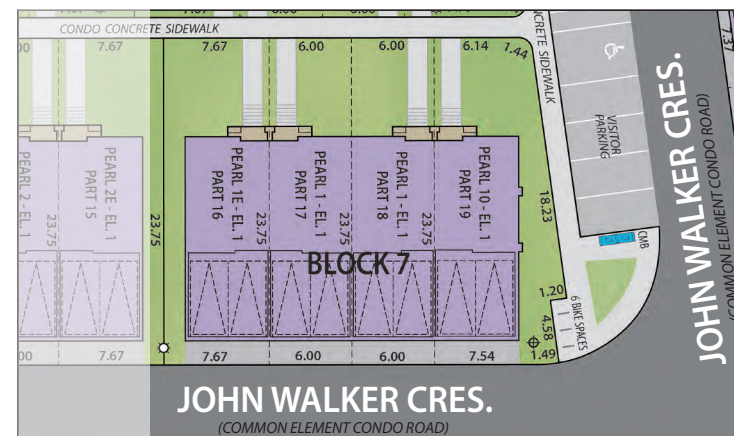 CONDO CONCRETE SIDEWALK
7.67
7.67
6.00
6.00
6.14
1.44
PEARL 2 - EL. 1
PEARL 2E - EL. 1
PART 15
23.75
23.75
PEARL 1E - EL. 1
PART 16
23.75
PEARL 1 - EL. 1
PART 17
23.75
PEARL 1 - EL. 1
PART 18
23.75
PEARL 10 - EL. 1
PART 19
BLOCK 7
18.23
1.20
4.58
1.49
6 BIKE SPACES
CMB
VISITOR
PARKING
7.37
JOHN WALKER CRES.
(COMMON ELEMENT CONDO ROAD)
7.67
7.67
6.00
6.00
7.54
JOHN WALKER CRES.
(COMMON ELEMENT CONDO ROAD)